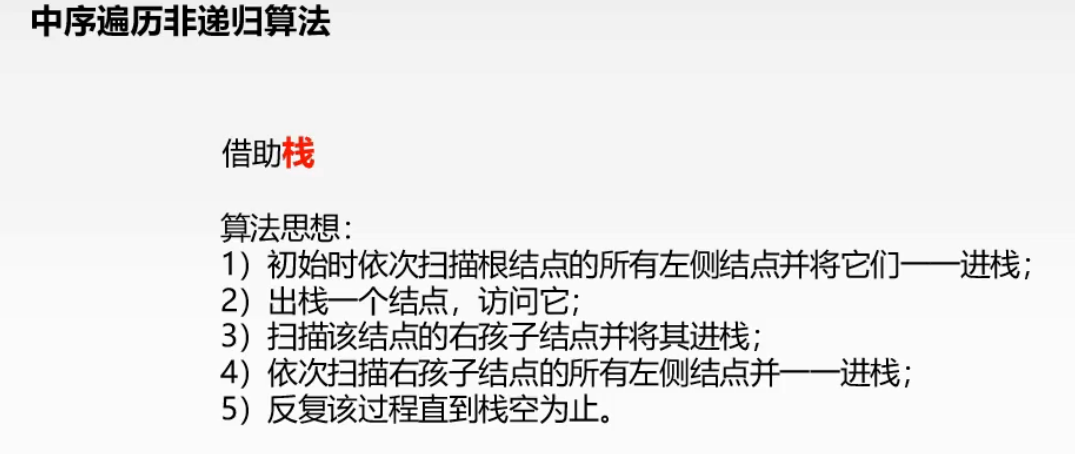 中序遍历非递归算法
借助栈
算法思想：
1）初始时依次扫描根结点的所有左侧结点并将它们一一进栈；
2）出栈一个结点，访问它；
3）扫描该结点的右孩子结点并将其进栈；
4）依次扫描右孩子结点的所有左侧结点并一一进栈；
5）反复该过程直到栈空为止。